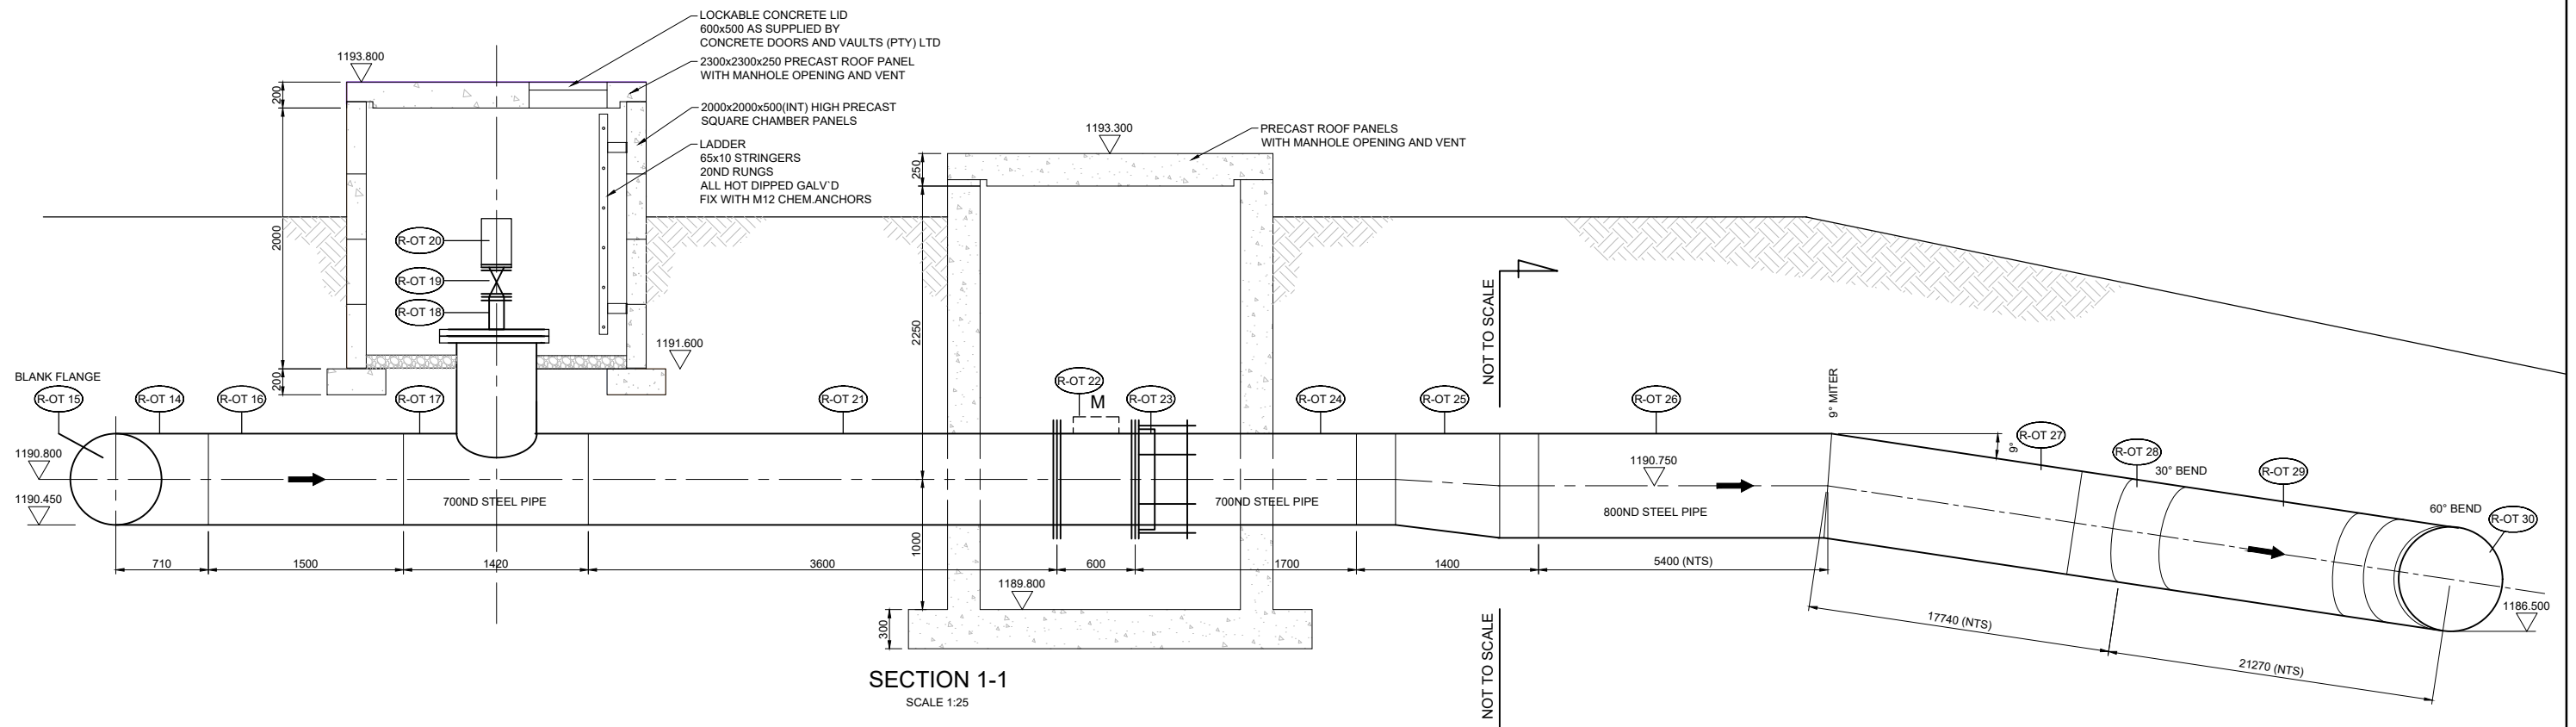 LOCKABLE CONCRETE LID
600x500 AS SUPPLIED BY
CONCRETE DOORS AND VAULTS (PTY) LTD
2300x2300x250 PRECAST ROOF PANEL
WITH MANHOLE OPENING AND VENT
2000x2000x500(INT) HIGH PRECAST
SQUARE CHAMBER PANELS
LADDER
65x10 STRINGERS
20ND RUNGS
ALL HOT DIPPED GALV`D
FIX WITH M12 CHEM.ANCHORS
1193.800
200
2000
200
R-OT 20
R-OT 19
R-OT 18
1191.600
1193.300
PRECAST ROOF PANELS
WITH MANHOLE OPENING AND VENT
250
2250
1000
300
NOT TO SCALE
BLANK FLANGE
R-OT 15
R-OT 14
R-OT 16
R-OT 17
R-OT 21
R-OT 22
M
R-OT 23
R-OT 24
R-OT 25
R-OT 26
9° MITER
9°
R-OT 27
R-OT 28
30° BEND
R-OT 29
60° BEND
R-OT 30
1190.800
1190.450
700ND STEEL PIPE
700ND STEEL PIPE
1190.750
800ND STEEL PIPE
710
1500
1420
3600
600
1700
1400
5400 (NTS)
1189.800
1186.500
17740 (NTS)
21270 (NTS)
NOT TO SCALE
SECTION 1-1
SCALE 1:25